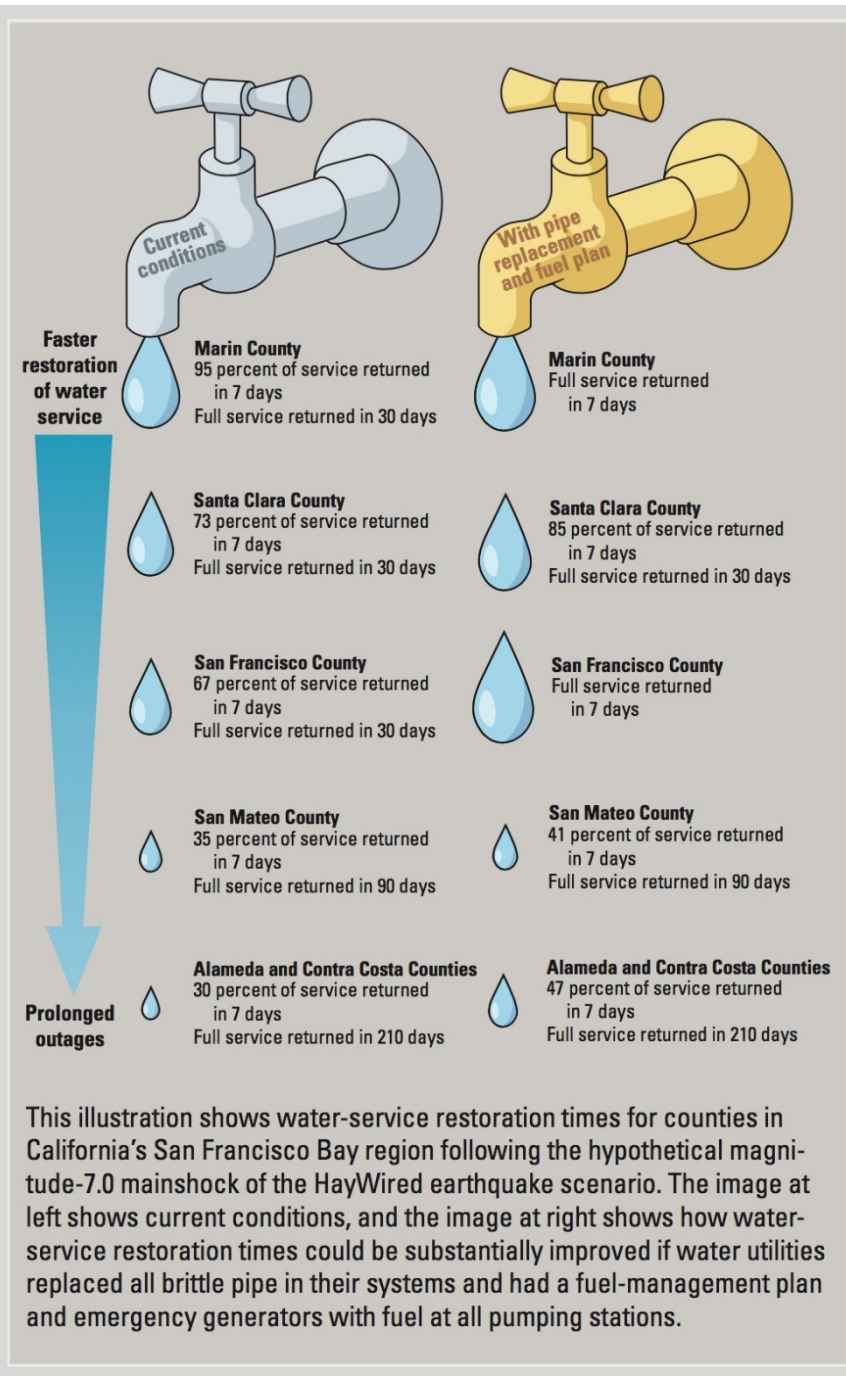 Current
conditions
With pipe
replacement
and fuel plan
Faster
restoration
of water
service
Marin County
95 percent of service returned
in 7 days
Full service returned in 30 days
Marin County
Full service returned
in 7 days
Santa Clara County
73 percent of service returned
in 7 days
Full service returned in 30 days
Santa Clara County
85 percent of service returned
in 7 days
Full service returned in 30 days
San Francisco County
67 percent of service returned
in 7 days
Full service returned in 30 days
San Francisco County
Full service returned
in 7 days
San Mateo County
35 percent of service returned
in 7 days
Full service returned in 90 days
San Mateo County
41 percent of service returned
in 7 days
Full service returned in 90 days
Prolonged
outages
Alameda and Contra Costa Counties
30 percent of service returned
in 7 days
Full service returned in 210 days
Alameda and Contra Costa Counties
47 percent of service returned
in 7 days
Full service returned in 210 days
This illustration shows water-service restoration times for counties in
California’s San Francisco Bay region following the hypothetical magni-
tude-7.0 mainshock of the HayWired earthquake scenario. The image at
left shows current conditions, and the image at right shows how water-
service restoration times could be substantially improved if water utilities
replaced all brittle pipe in their systems and had a fuel-management plan
and emergency generators with fuel at all pumping stations.